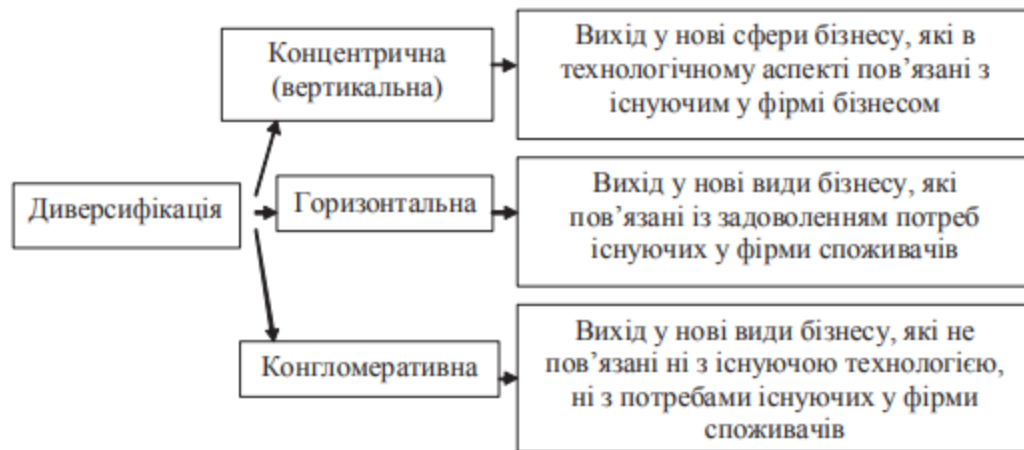 Диверсифікація
Концентрична
(вертикальна)
Вихід у нові сфери бізнесу, які в
технологічному аспекті пов’язані з
існуючим у фірмі бізнесом
Горизонтальна
Вихід у нові види бізнесу, які
пов’язані із задоволенням потреб
існуючих у фірми споживачів
Конгломеративна
Вихід у нові види бізнесу, які не
пов’язані ні з існуючою технологією,
ні з потребами існуючих у фірми
споживачів